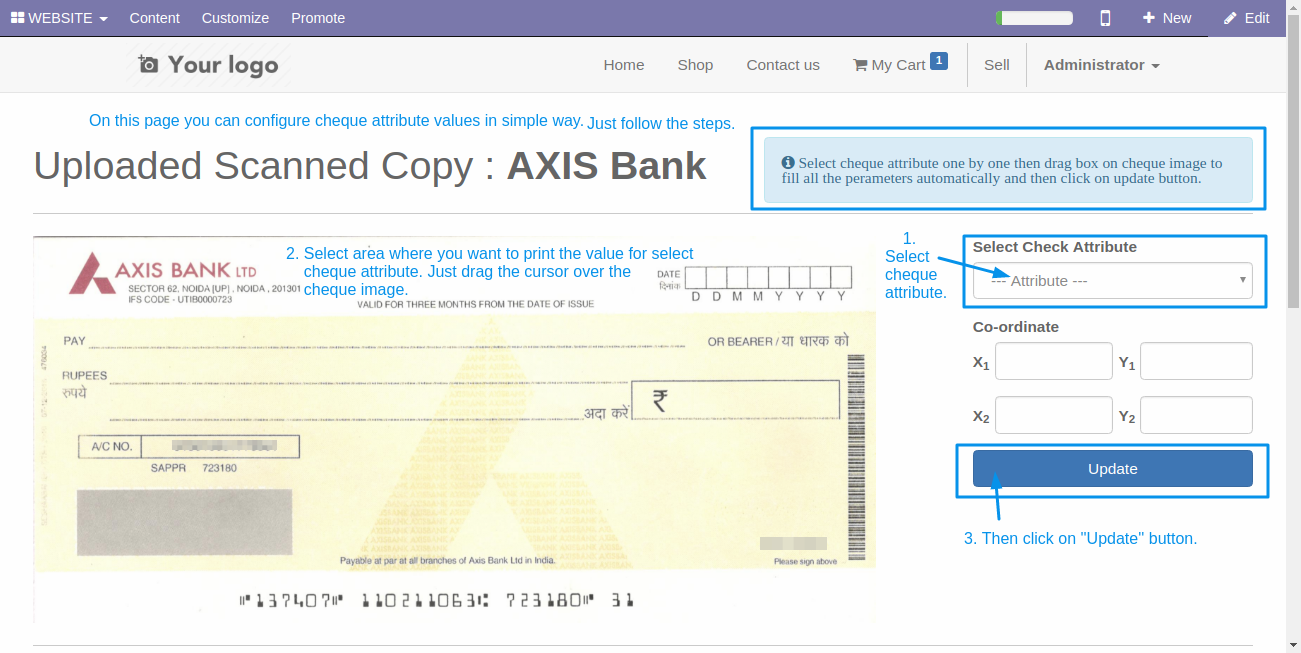 WEBSITE Content Customize Promote New Edit
Your logo
Home Shop Contact us My Cart 1 Sell Administrator
On this page you can configure cheque attribute values in simple way. Just follow the steps.
Uploaded Scanned Copy : AXIS Bank
Select cheque attribute one by one then drag box on cheque image to
fill all the perameters automatically and then click on update button.
AXIS BANK LTD
SECTOR 62, NOIDA [UP] , NOIDA , 201301
IFS CODE - UTIB0000723
2. Select area where you want to print the value for select
cheque attribute. Just drag the cursor over the
cheque image.
VALID FOR THREE MONTHS FROM THE DATE OF ISSUE
DATE
दिनांक
D D M M Y Y Y Y
PAY
OR BEARER / या धारक को
RUPEES
रुपये
अदा करें ₹
A/C NO.
SAPPR 723180
Payable at par at all branches of Axis Bank Ltd in India.
Please sign above
⑈137407⑈ 110211063⑆ 723180⑈ 31
1.
Select
cheque
attribute.
Select Check Attribute
--- Attribute ---
Co-ordinate
X1 Y1
X2 Y2
Update
3. Then click on "Update" button.